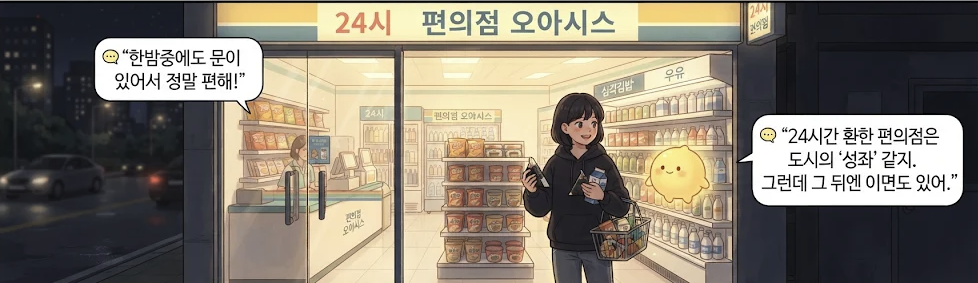 24시 편의점 오아시스
24시
편의점
💬 “한밤중에도 문이
있어서 정말 편해!”
24시
편의점 오아시스
삼각김밥
우유
💬 “24시간 환한 편의점은
도시의 ‘성좌’ 같지.
그런데 그 뒤엔 이면도 있어.”
편의점
오아시스